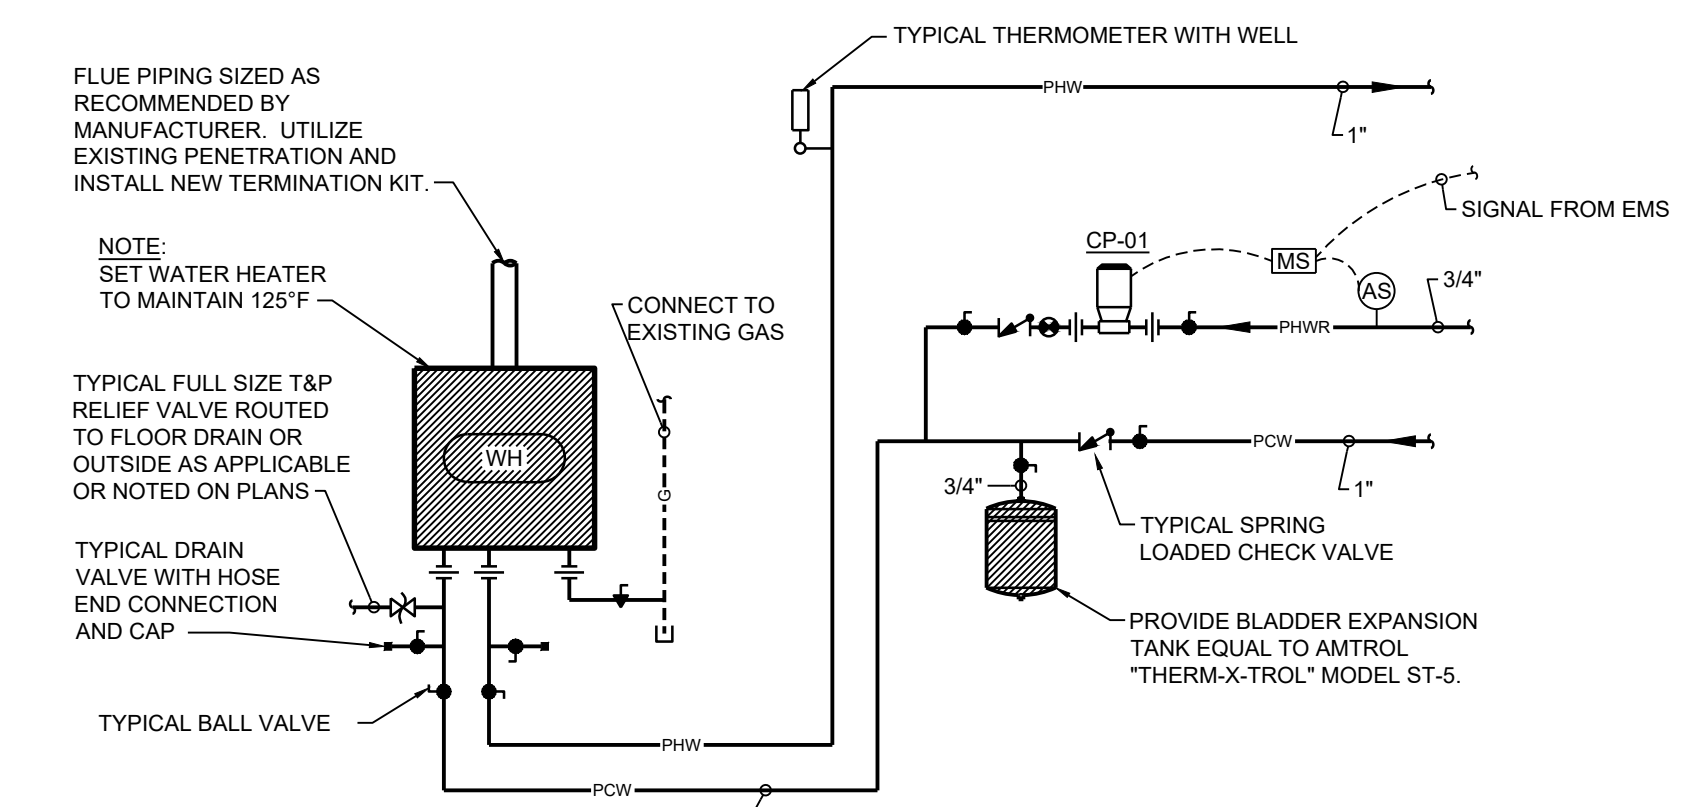 TYPICAL THERMOMETER WITH WELL
FLUE PIPING SIZED AS
RECOMMENDED BY
MANUFACTURER. UTILIZE
EXISTING PENETRATION AND
INSTALL NEW TERMINATION KIT.
PHW
1"
SIGNAL FROM EMS
CP-01
MS
AS
3/4"
PHWR
NOTE:
SET WATER HEATER
TO MAINTAIN 125°F
CONNECT TO
EXISTING GAS
TYPICAL FULL SIZE T&P
RELIEF VALVE ROUTED
TO FLOOR DRAIN OR
OUTSIDE AS APPLICABLE
OR NOTED ON PLANS
WH
G
PCW
1"
3/4"
TYPICAL SPRING
LOADED CHECK VALVE
TYPICAL DRAIN
VALVE WITH HOSE
END CONNECTION
AND CAP
PROVIDE BLADDER EXPANSION
TANK EQUAL TO AMTROL
"THERM-X-TROL" MODEL ST-5.
TYPICAL BALL VALVE
PHW
PCW